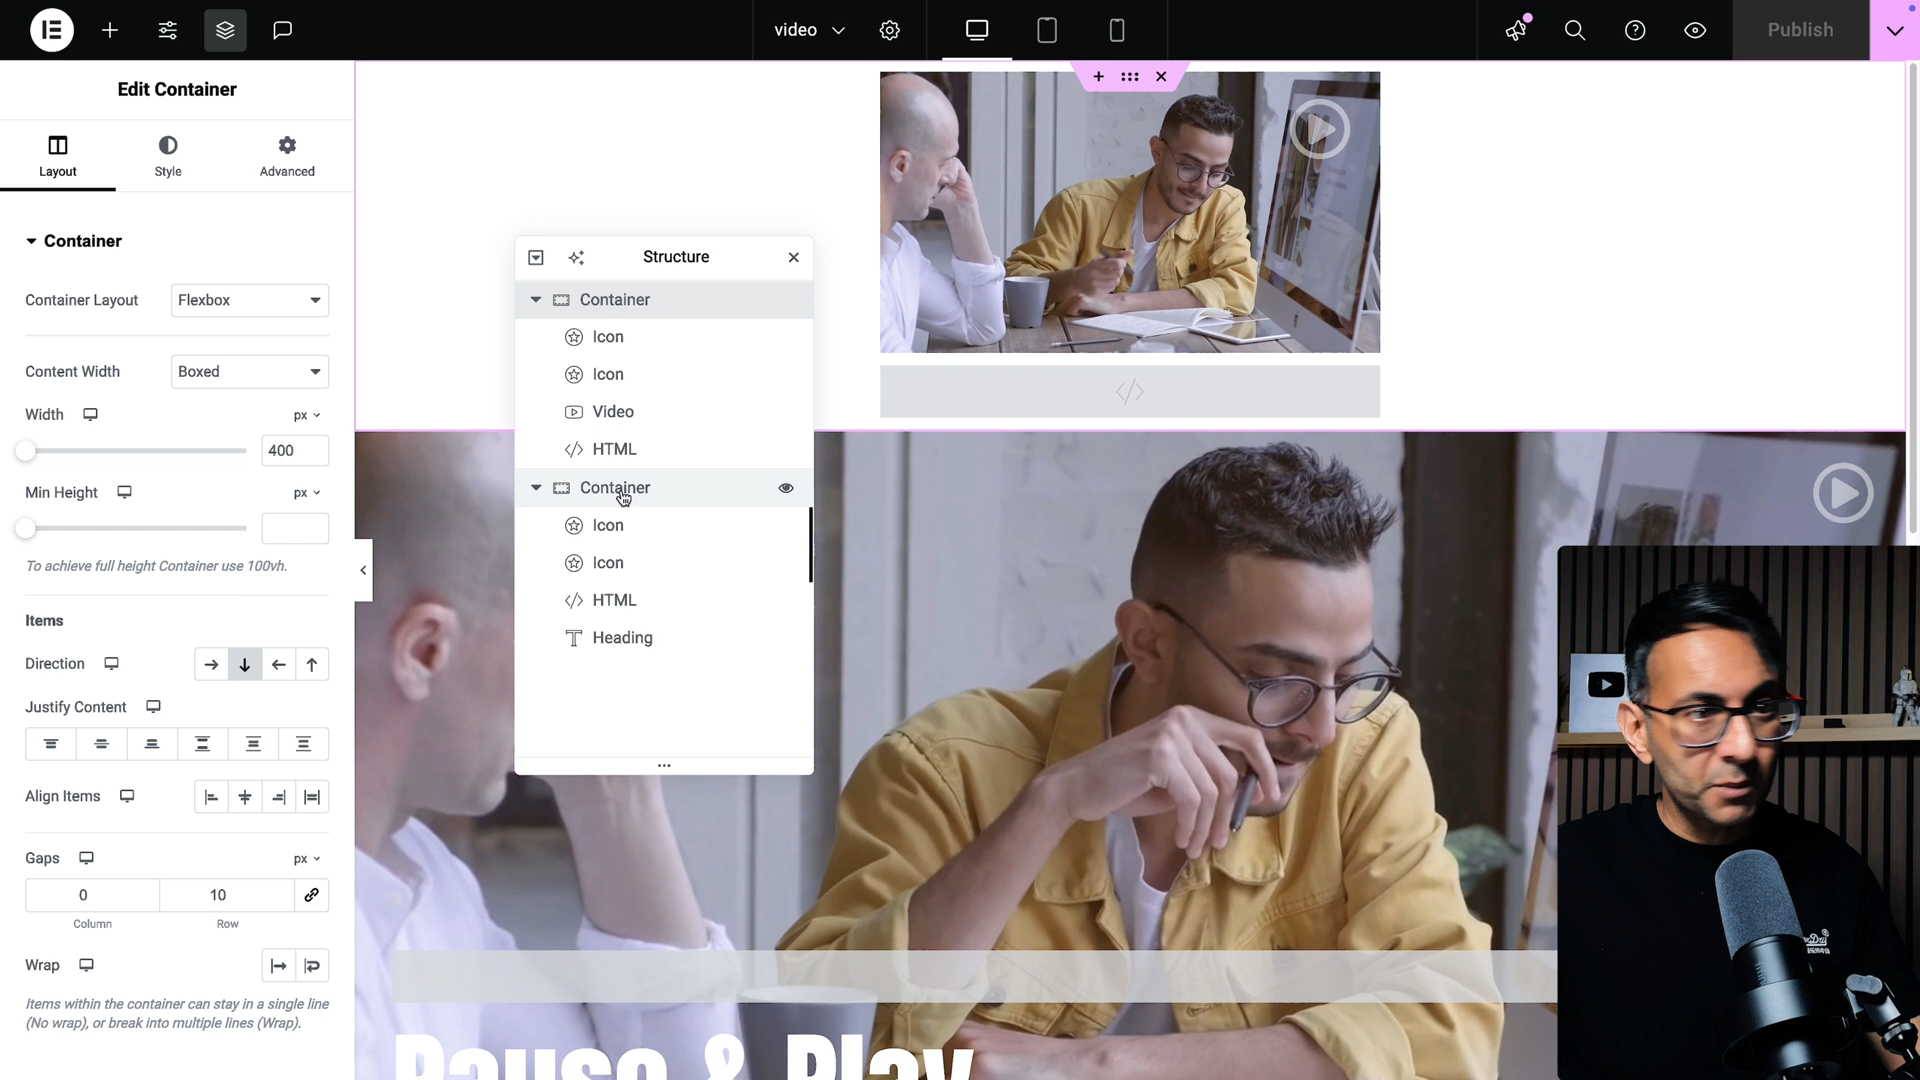 video
Publish
Edit Container
Layout
Style
Advanced
Container
Container Layout
Flexbox
Content Width
Boxed
Width
px
400
Min Height
px
To achieve full height Container use 100vh.
Items
Direction
Justify Content
Align Items
Gaps
px
0
10
Column
Row
Wrap
Items within the container can stay in a single line
(No wrap), or break into multiple lines (Wrap).
Structure
Container
Icon
Icon
Video
HTML
Container
Icon
Icon
HTML
Heading
Pause & Play